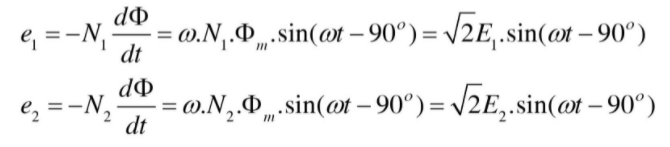 e₁ = −N₁ dΦ/dt = ω.N₁.Φₘ.sin(ωt − 90°) = √2E₁.sin(ωt − 90°)
e₂ = −N₂ dΦ/dt = ω.N₂.Φₘ.sin(ωt − 90°) = √2E₂.sin(ωt − 90°)